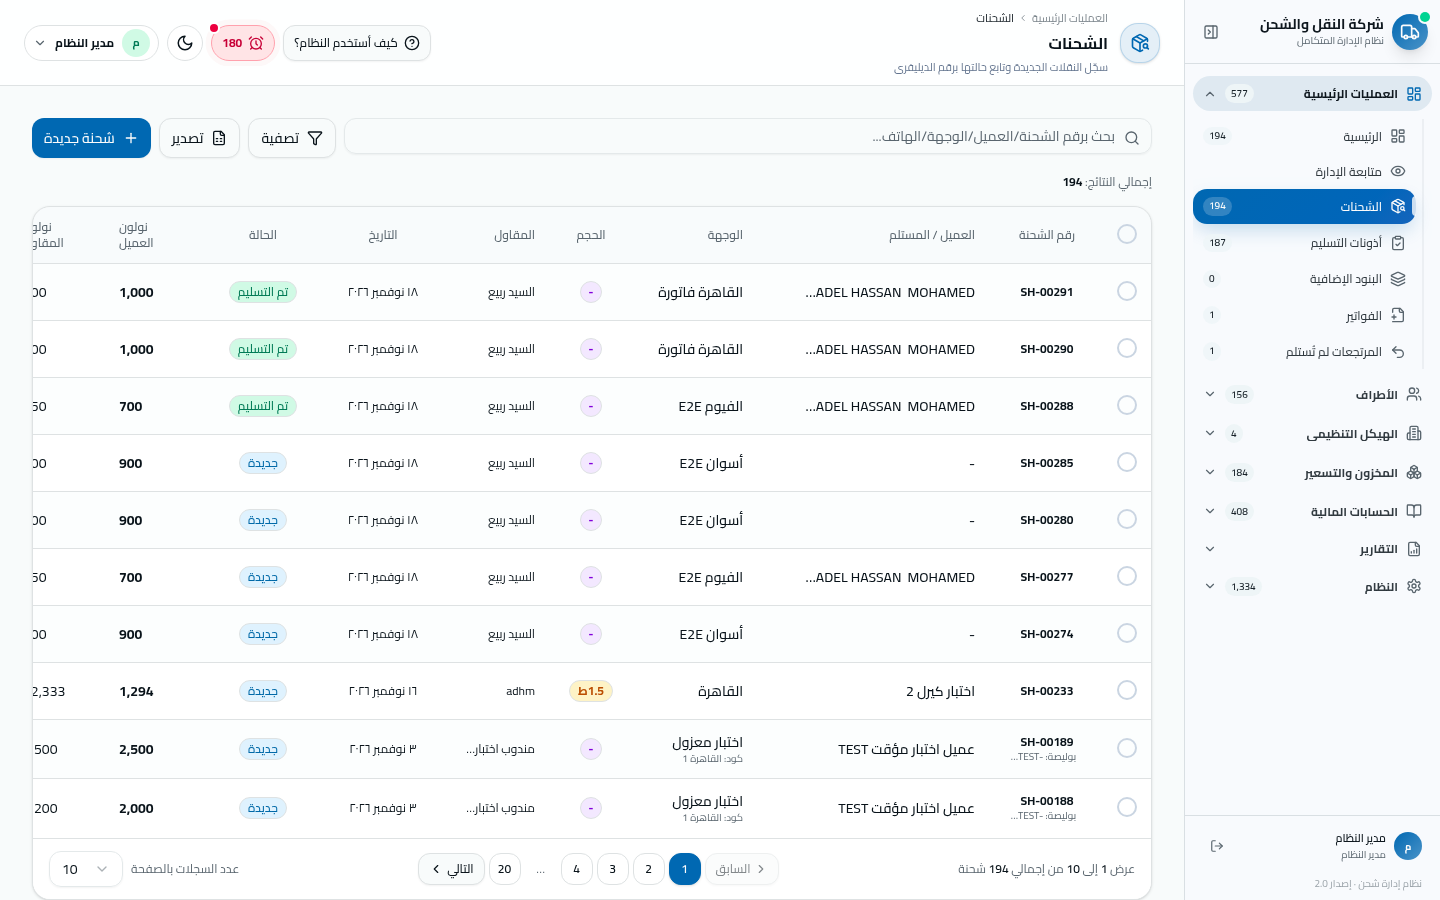 شركة النقل والشحن
نظام الإدارة المتكامل
العمليات الرئيسية
577
الرئيسية
194
متابعة الإدارة
الشحنات
194
أذونات التسليم
187
البنود الإضافية
0
الفواتير
1
المرتجعات لم تُستلم
1
الأطراف
156
الهيكل التنظيمي
4
المخزون والتسعير
184
الحسابات المالية
408
التقارير
النظام
1,334
م
مدير النظام
مدير النظام
نظام إدارة شحن · إصدار 2.0
العمليات الرئيسية
الشحنات
الشحنات
سجّل النقلات الجديدة وتابع حالتها برقم الديليفري
كيف أستخدم النظام؟
180
م
مدير النظام
بحث برقم الشحنة/العميل/الوجهة/الهاتف...
تصفية
تصدير
شحنة جديدة
إجمالي النتائج: 194
رقم الشحنة العميل / المستلم الوجهة الحجم المقاول التاريخ الحالة نولون العميل
SH-00291 ADEL HASSAN MOHAMED... القاهرة فاتورة - السيد ربيع ١٨ نوفمبر ٢٠٢٦ تم التسليم 1,000
SH-00290 ADEL HASSAN MOHAMED... القاهرة فاتورة - السيد ربيع ١٨ نوفمبر ٢٠٢٦ تم التسليم 1,000
SH-00288 ADEL HASSAN MOHAMED... الفيوم E2E - السيد ربيع ١٨ نوفمبر ٢٠٢٦ تم التسليم 700
SH-00285 - أسوان E2E - السيد ربيع ١٨ نوفمبر ٢٠٢٦ جديدة 900
SH-00280 - أسوان E2E - السيد ربيع ١٨ نوفمبر ٢٠٢٦ جديدة 900
SH-00277 ADEL HASSAN MOHAMED... الفيوم E2E - السيد ربيع ١٨ نوفمبر ٢٠٢٦ جديدة 700
SH-00274 - أسوان E2E - السيد ربيع ١٨ نوفمبر ٢٠٢٦ جديدة 900
SH-00233 اختبار كيرل 2 القاهرة 1.5ط adhm ١٦ نوفمبر ٢٠٢٦ جديدة 1,294 2,333
SH-00189 عميل اختبار مؤقت TEST اختبار معزول - مندوب اختبار... ٣ نوفمبر ٢٠٢٦ جديدة 2,500 500
بوليصة: -TEST... كود: القاهرة 1
SH-00188 عميل اختبار مؤقت TEST اختبار معزول - مندوب اختبار... ٣ نوفمبر ٢٠٢٦ جديدة 2,000 200
بوليصة: -TEST... كود: القاهرة 1
عرض 1 إلى 10 من إجمالي 194 شحنة
السابق 1 2 3 4 ... 20 التالي
عدد السجلات بالصفحة
10